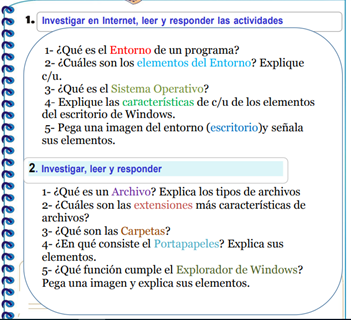 1. Investigar en Internet, leer y responder las actividades
1- ¿Qué es el Entorno de un programa?
2- ¿Cuáles son los elementos del Entorno? Explique
c/u.
3- ¿Qué es el Sistema Operativo?
4- Explique las características de c/u de los elementos
del escritorio de Windows.
5- Pega una imagen del entorno (escritorio)y señala
sus elementos.
2. Investigar, leer y responder
1- ¿Qué es un Archivo? Explica los tipos de archivos
2- ¿Cuáles son las extensiones más características de
archivos?
3- ¿Qué son las Carpetas?
4- ¿En qué consiste el Portapapeles? Explica sus
elementos.
5- ¿Qué función cumple el Explorador de Windows?
Pega una imagen y explica sus elementos.